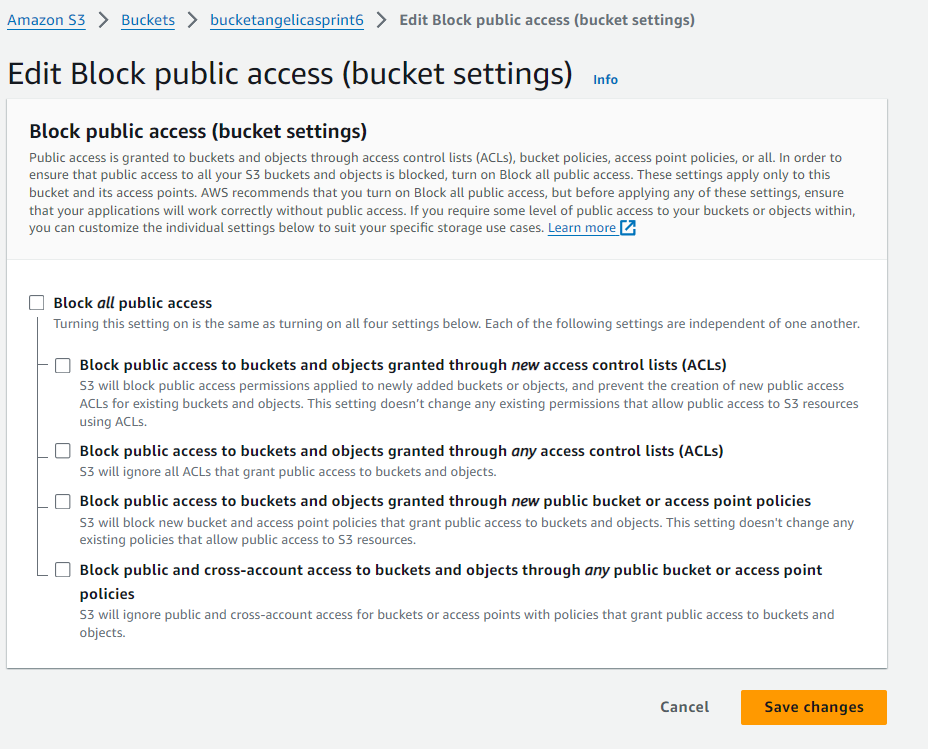 Amazon S3 > Buckets > bucketangelicasprint6 > Edit Block public access (bucket settings)
Edit Block public access (bucket settings) Info
Block public access (bucket settings)
Public access is granted to buckets and objects through access control lists (ACLs), bucket policies, access point policies, or all. In order to
ensure that public access to all your S3 buckets and objects is blocked, turn on Block all public access. These settings apply only to this
bucket and its access points. AWS recommends that you turn on Block all public access, but before applying any of these settings, ensure
that your applications will work correctly without public access. If you require some level of public access to your buckets or objects within,
you can customize the individual settings below to suit your specific storage use cases. Learn more
Block all public access
Turning this setting on is the same as turning on all four settings below. Each of the following settings are independent of one another.
Block public access to buckets and objects granted through new access control lists (ACLs)
S3 will block public access permissions applied to newly added buckets or objects, and prevent the creation of new public access
ACLs for existing buckets and objects. This setting doesn't change any existing permissions that allow public access to S3 resources
using ACLs.
Block public access to buckets and objects granted through any access control lists (ACLs)
S3 will ignore all ACLs that grant public access to buckets and objects.
Block public access to buckets and objects granted through new public bucket or access point policies
S3 will block new bucket and access point policies that grant public access to buckets and objects. This setting doesn't change any
existing policies that allow public access to S3 resources.
Block public and cross-account access to buckets and objects through any public bucket or access point
policies
S3 will ignore public and cross-account access for buckets or access points with policies that grant public access to buckets and
objects.
Cancel Save changes